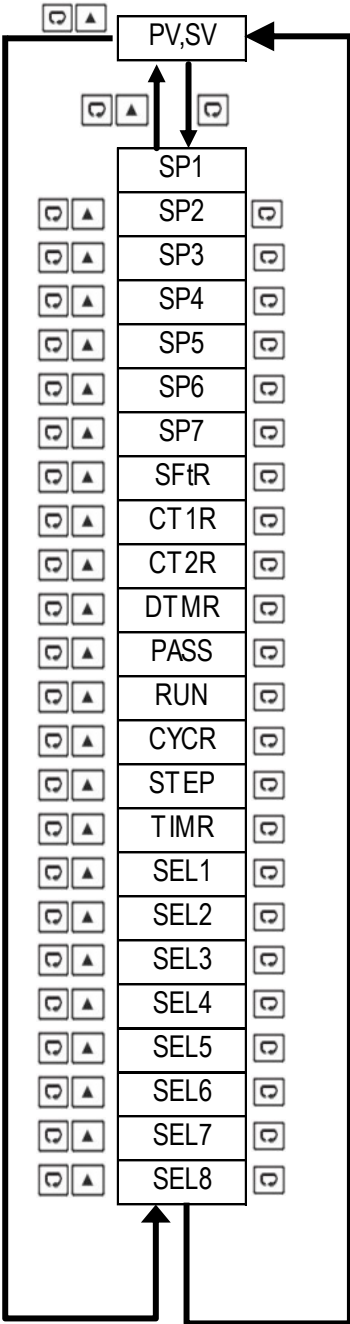 PV,SV
SP1
SP2
SP3
SP4
SP5
SP6
SP7
SFtR
CT1R
CT2R
DTMR
PASS
RUN
CYCR
STEP
TIMR
SEL1
SEL2
SEL3
SEL4
SEL5
SEL6
SEL7
SEL8